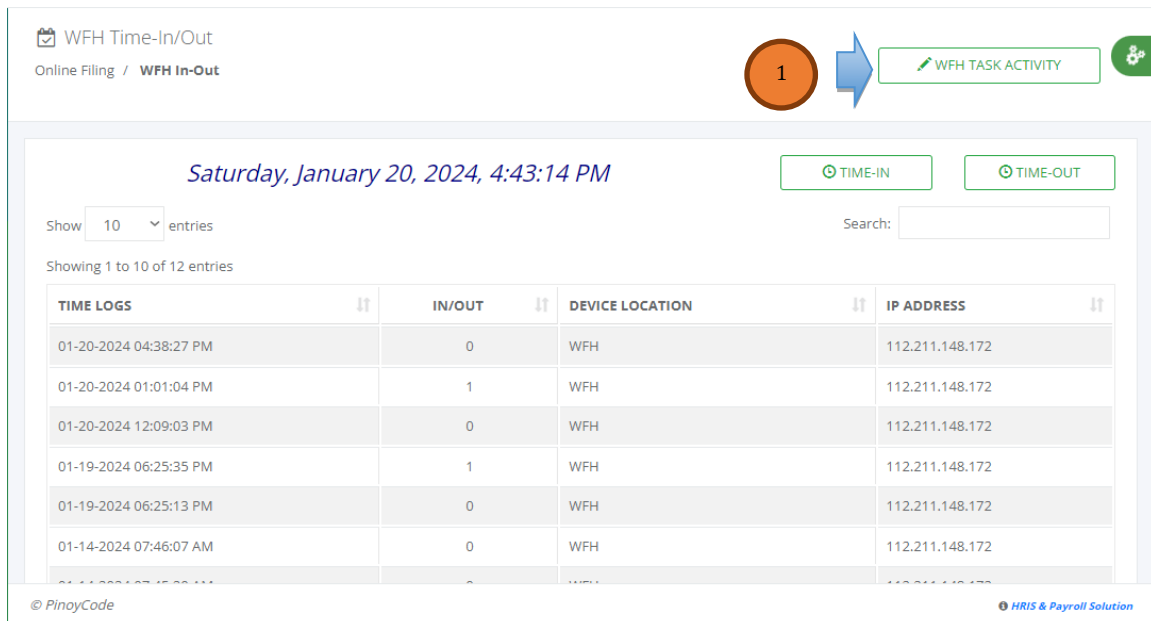 WFH Time-In/Out
Online Filing / WFH In-Out
1
WFH TASK ACTIVITY
Saturday, January 20, 2024, 4:43:14 PM
TIME-IN
TIME-OUT
Show 10 entries
Search:
Showing 1 to 10 of 12 entries
TIME LOGS IN/OUT DEVICE LOCATION IP ADDRESS
01-20-2024 04:38:27 PM 0 WFH 112.211.148.172
01-20-2024 01:01:04 PM 1 WFH 112.211.148.172
01-20-2024 12:09:03 PM 0 WFH 112.211.148.172
01-19-2024 06:25:35 PM 1 WFH 112.211.148.172
01-19-2024 06:25:13 PM 0 WFH 112.211.148.172
01-14-2024 07:46:07 AM 0 WFH 112.211.148.172
© PinoyCode
HRIS & Payroll Solution